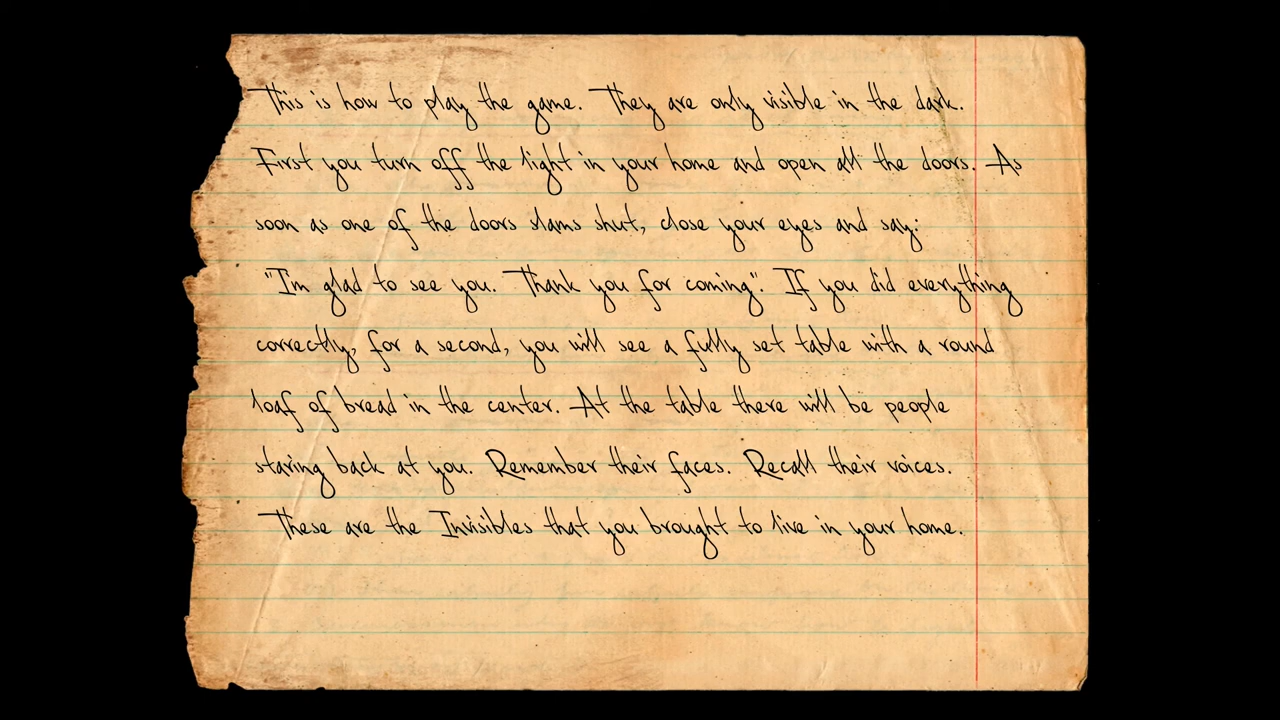 This is how to play the game. They are only visible in the dark.
First you turn off the light in your home and open all the doors. As
soon as one of the doors slams shut, close your eyes and say:
"I'm glad to see you. Thank you for coming". If you did everything
correctly, for a second, you will see a fully set table with a round
loaf of bread in the center. At the table there will be people
staring back at you. Remember their faces. Recall their voices.
These are the Invisibles that you brought to live in your home.